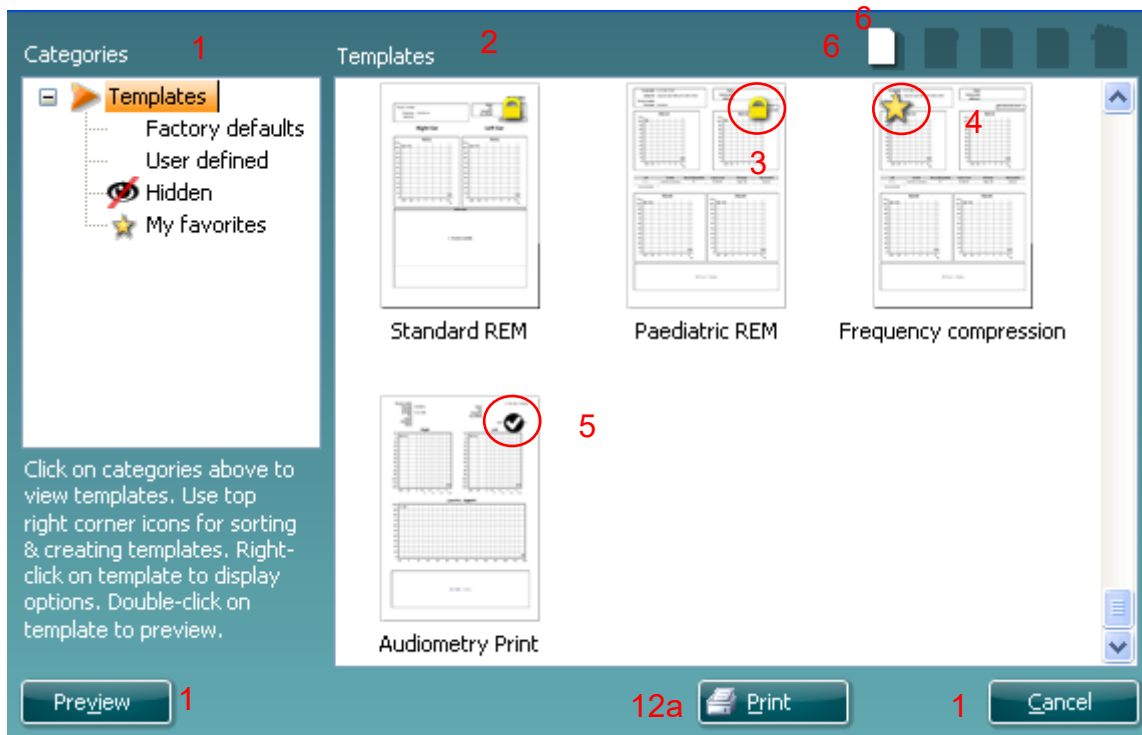 6
Categories 1
Templates 2 6
Templates
Factory defaults
User defined
Hidden
My favorites
3
4
Standard REM
Paediatric REM
Frequency compression
5
Audiometry Print
Click on categories above to
view templates. Use top
right corner icons for sorting
& creating templates. Right-
click on template to display
options. Double-click on
template to preview.
Preview 1
12a Print
1 Cancel